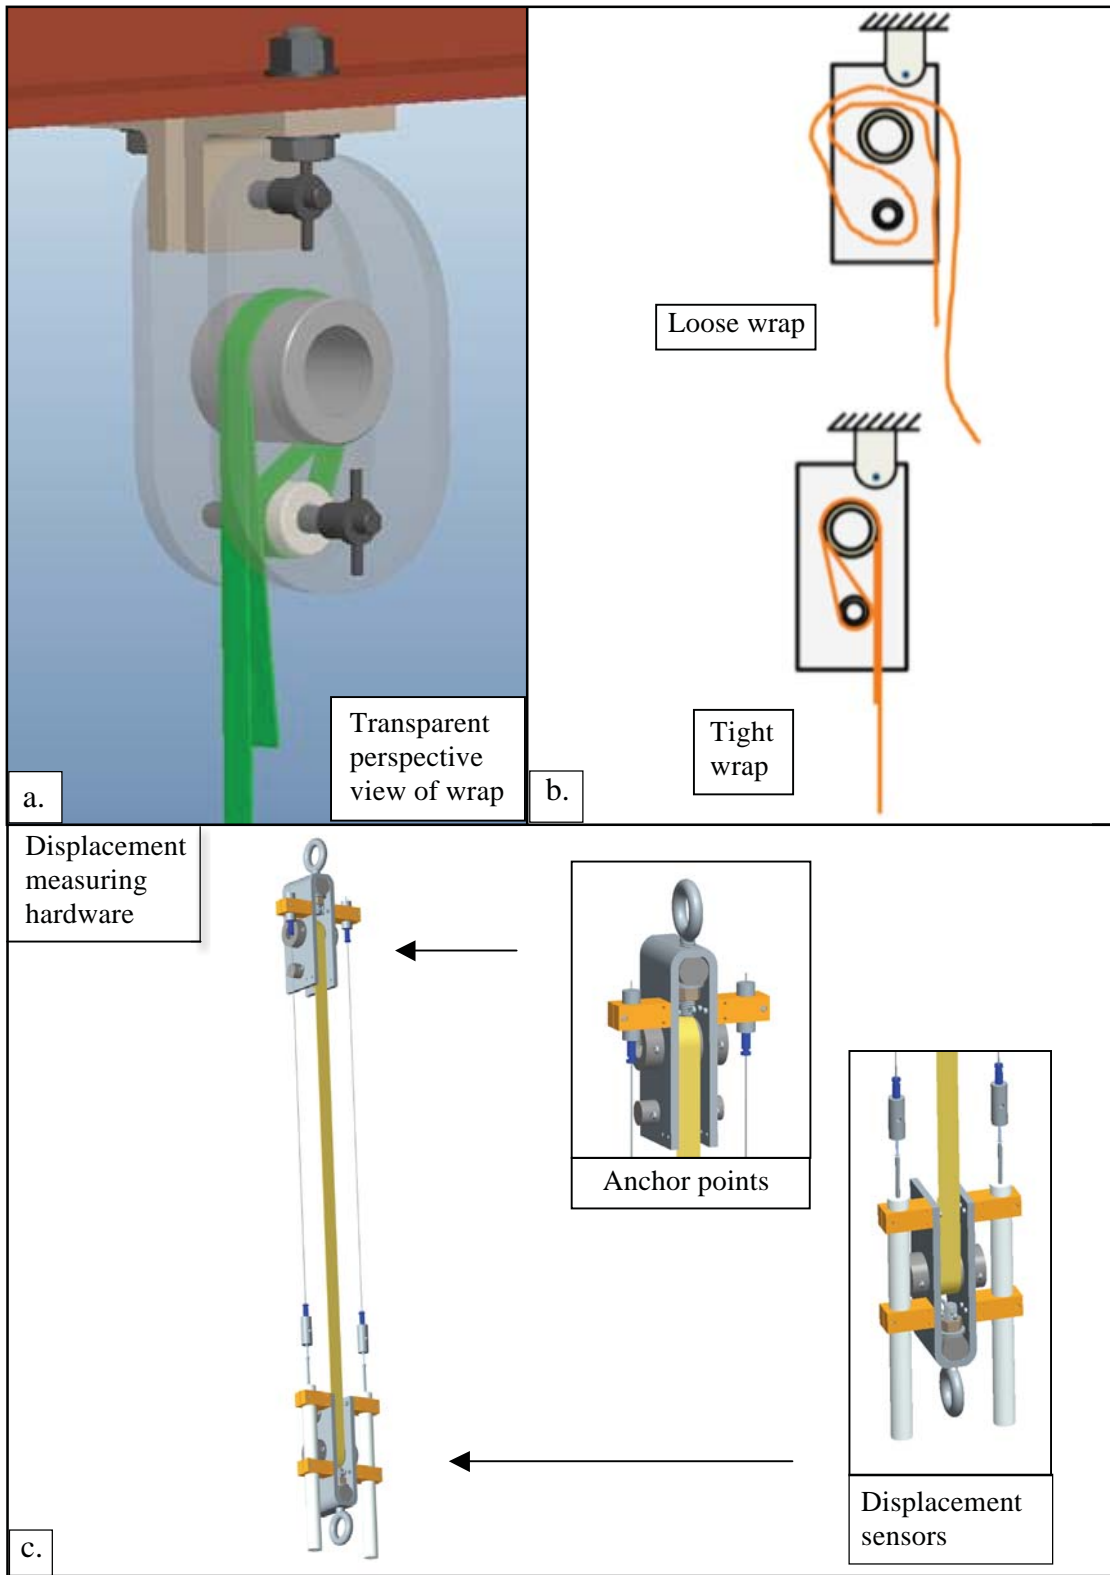 Loose wrap
Transparent
perspective
view of wrap
Tight
wrap
a.
b.
Displacement
measuring
hardware
Anchor points
Displacement
sensors
c.